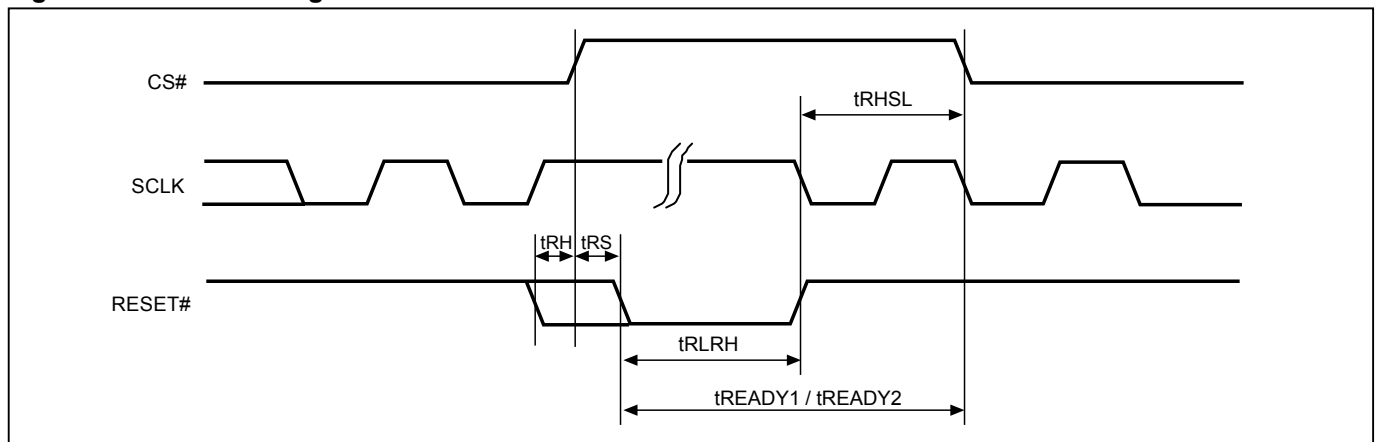 CS#
tRHSL
SCLK
tRH tRS
RESET#
tRLRH
tREADY1 / tREADY2